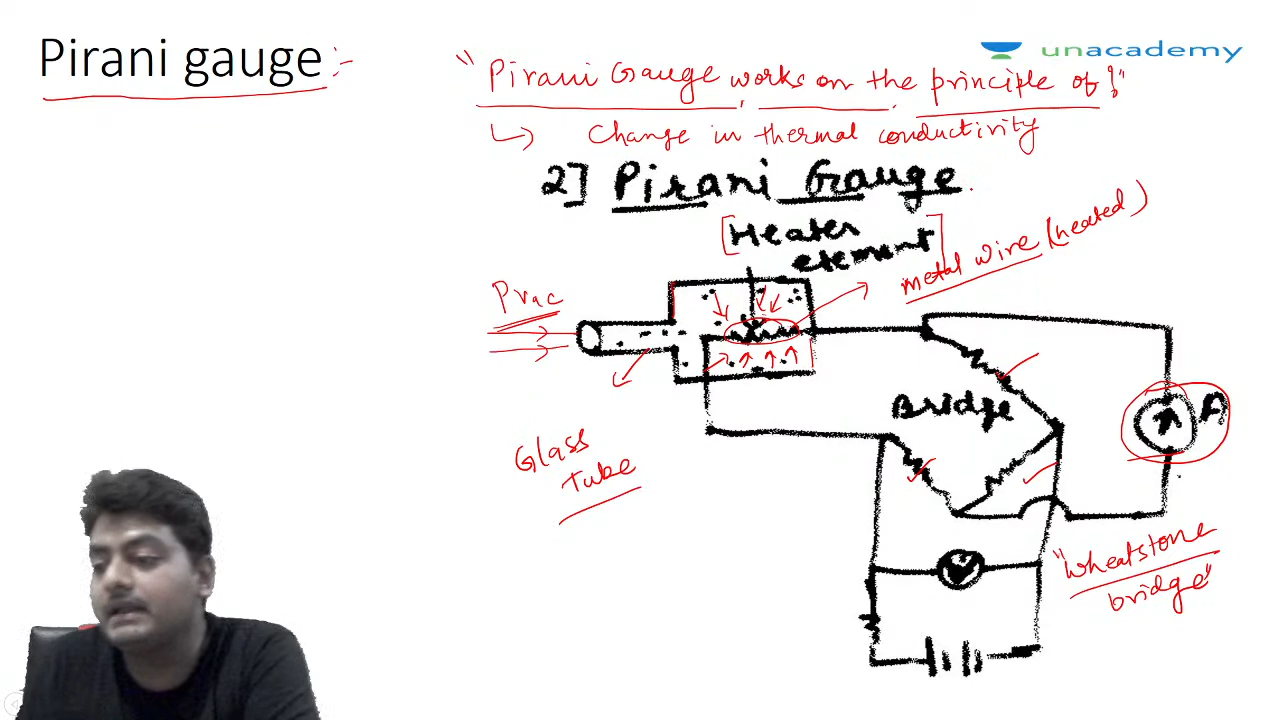 Pirani gauge :-
unacademy
"Pirani Gauge works on the principle of!"
↳ Change in thermal conductivity
2] Pirani Gauge
[Heater element]
metal wire (heated)
Pvac
Bridge
A
Glass
Tube
"Wheatstone
bridge"